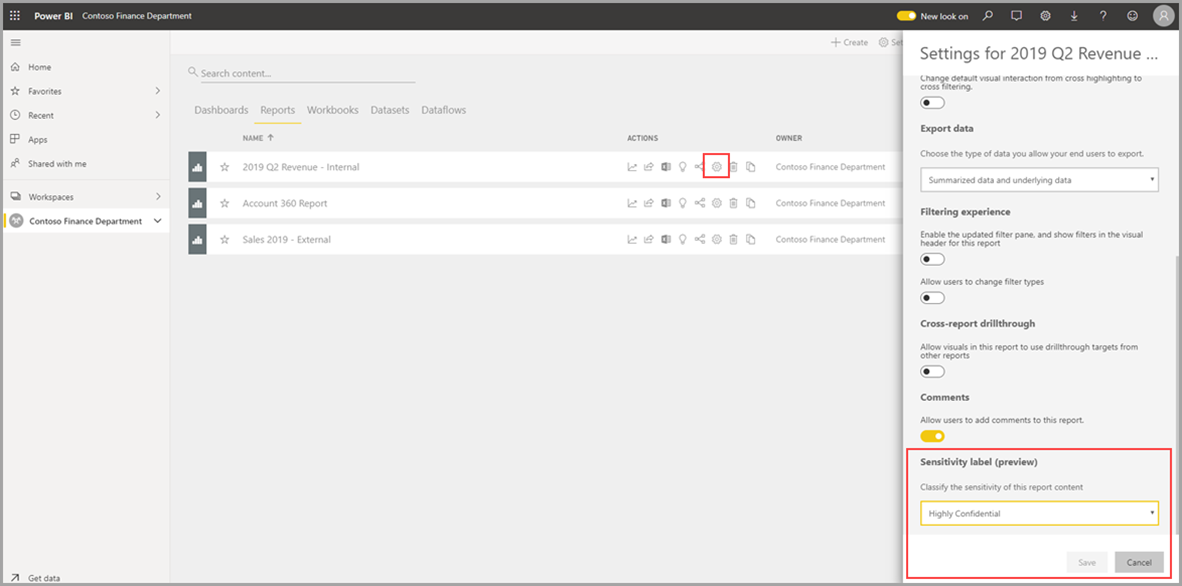 Power BI Contoso Finance Department
New look on
Home
Favorites
Recent
Apps
Shared with me
Workspaces
Contoso Finance Department
Get data
Create
Set
Search content...
Dashboards Reports Workbooks Datasets Dataflows
NAME ACTIONS OWNER
2019 Q2 Revenue - Internal Contoso Finance Department
Account 360 Report Contoso Finance Department
Sales 2019 - External Contoso Finance Department
Settings for 2019 Q2 Revenue ...
Change default visual interaction from cross highlighting to
cross filtering.
Export data
Choose the type of data you allow your end users to export.
Summarized data and underlying data
Filtering experience
Enable the updated filter pane, and show filters in the visual
header for this report
Allow users to change filter types
Cross-report drillthrough
Allow visuals in this report to use drillthrough targets from
other reports
Comments
Allow users to add comments to this report.
Sensitivity label (preview)
Classify the sensitivity of this report content
Highly Confidential
Save Cancel